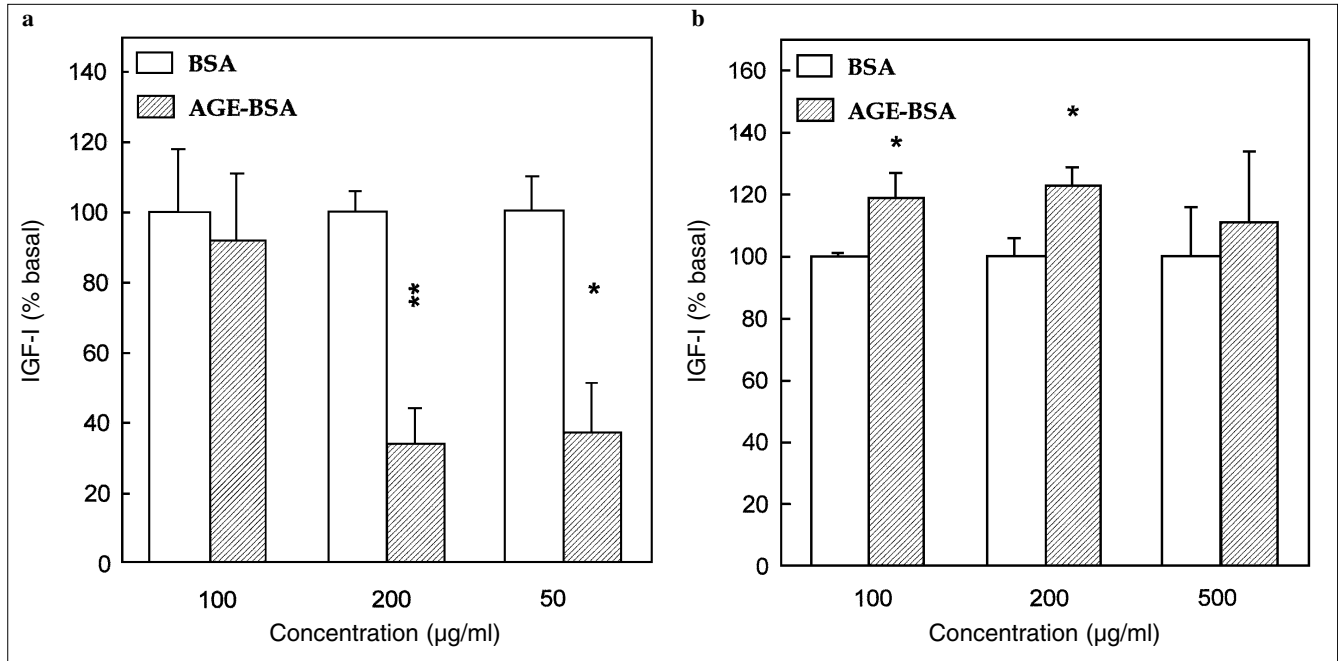 a
BSA
AGE-BSA
140
120
100
80
60
40
20
0
IGF-I (% basal)
**
*
100 200 50
Concentration (µg/ml)
b
BSA
AGE-BSA
160
140
120
100
80
60
40
20
0
IGF-I (% basal)
*
*
100 200 500
Concentration (µg/ml)